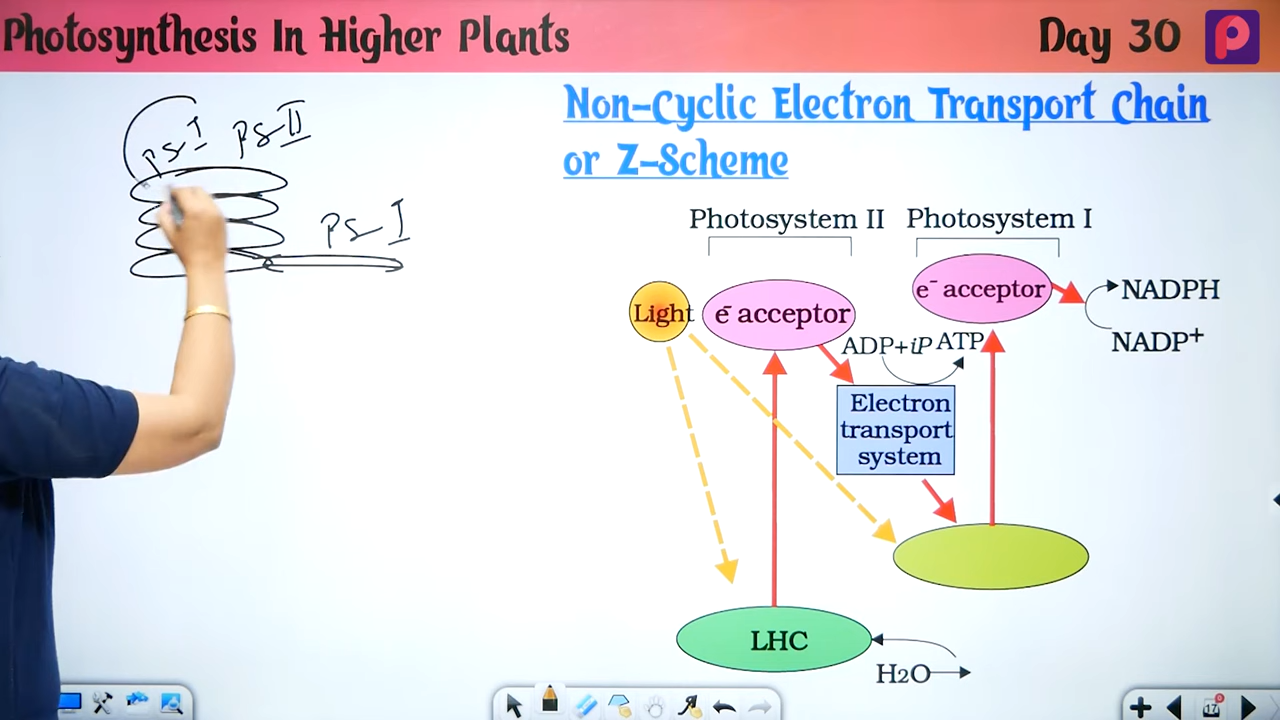 Photosynthesis In Higher Plants
Day 30
Non-Cyclic Electron Transport Chain
or Z-Scheme
PS-I PS-II
PS-I
Photosystem II
Photosystem I
Light
e⁻ acceptor
e⁻ acceptor
NADPH
NADP+
ADP+iP ATP
Electron
transport
system
LHC
H2O
17